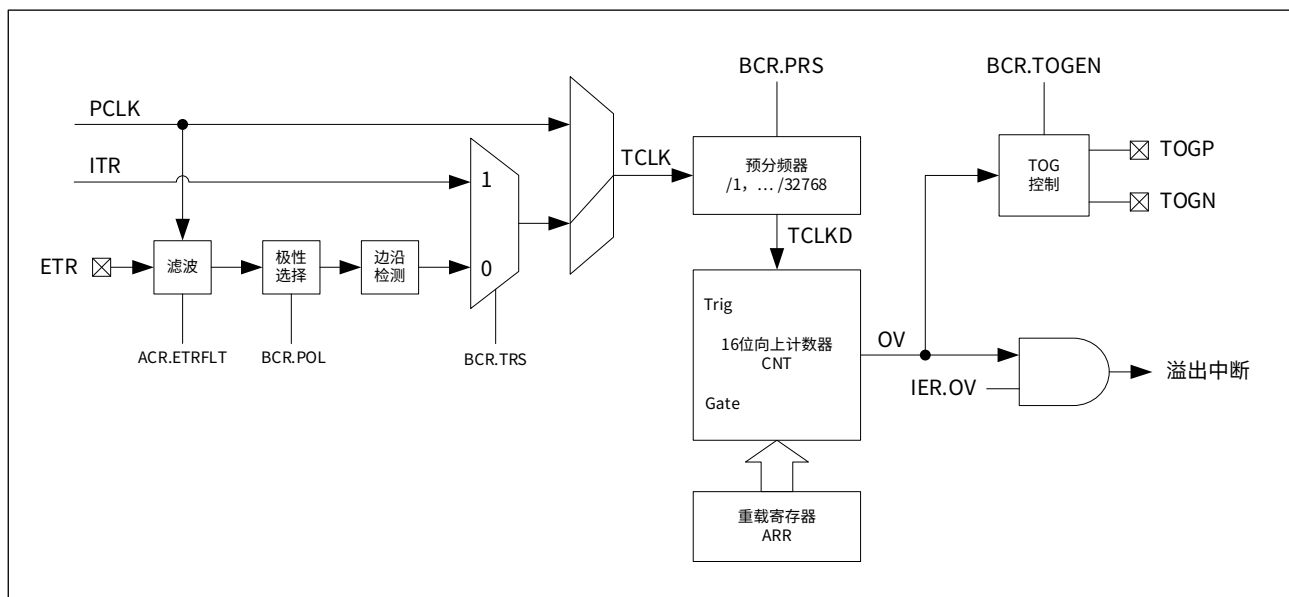 BCR.PRS
BCR.TOGEN
PCLK
ITR
1
TCLK
预分频器
/1，… /32768
TOG
控制
TOGP
TOGN
ETR
滤波
极性
选择
边沿
检测
0
TCLKD
ACR.ETRFLT
BCR.POL
BCR.TRS
Trig
16位向上计数器
CNT
Gate
OV
IER.OV
溢出中断
重载寄存器
ARR